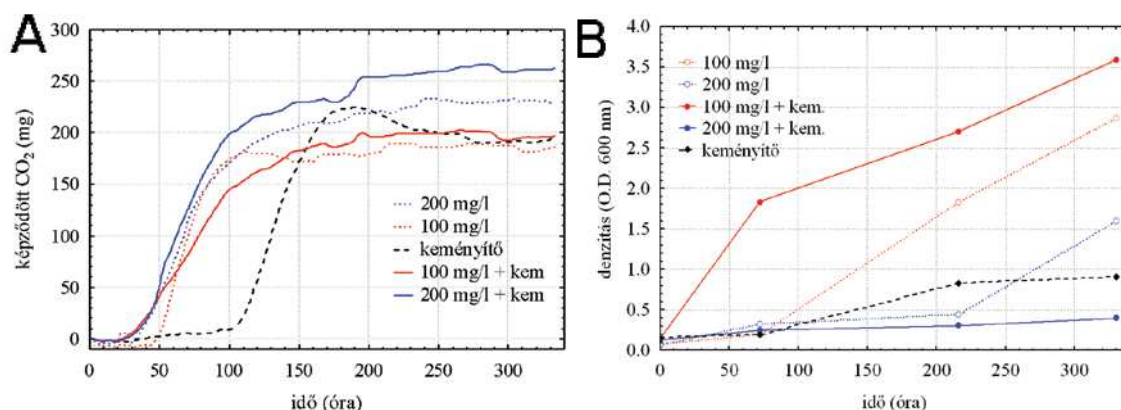 A
300
250
200
150
100
50
0
képződött CO₂ (mg)
200 mg/l
100 mg/l
keményítő
100 mg/l + kem
200 mg/l + kem
0 50 100 150 200 250 300
idő (óra)
B
4.0
3.5
3.0
2.5
2.0
1.5
1.0
0.5
0.0
denzitás (O.D. 600 nm)
100 mg/l
200 mg/l
100 mg/l + kem.
200 mg/l + kem.
keményítő
0 50 100 150 200 250 300
idő (óra)